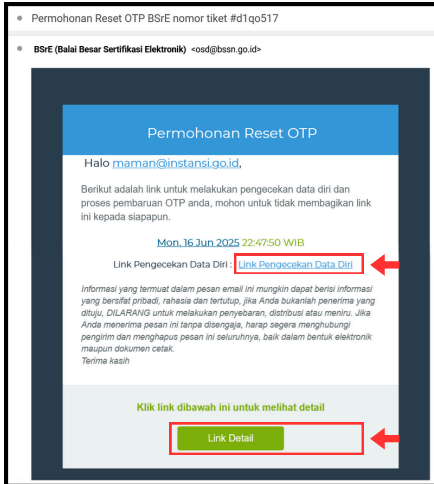 Permohonan Reset OTP BSrE nomor tiket #d1qo517
BSrE (Balai Besar Sertifikasi Elektronik) <osd@bssn.go.id>
Permohonan Reset OTP
Halo maman@instansi.go.id,
Berikut adalah link untuk melakukan pengecekan data diri dan
proses pembaruan OTP anda, mohon untuk tidak membagikan link
ini kepada siapapun.
Mon, 16 Jun 2025 22:47:50 WIB
Link Pengecekan Data Diri : Link Pengecekan Data Diri
Informasi yang termuat dalam pesan email ini mungkin dapat berisi informasi
yang bersifat pribadi, rahasia dan tertutup, jika Anda bukanlah penerima yang
dituju, DILARANG untuk melakukan penyebaran, distribusi atau meniru. Jika
Anda menerima pesan ini tanpa disengaja, harap segera menghubungi
pengirim dan menghapus pesan ini seluruhnya, baik dalam bentuk elektronik
maupun dokumen cetak.
Terima kasih
Klik link dibawah ini untuk melihat detail
Link Detail